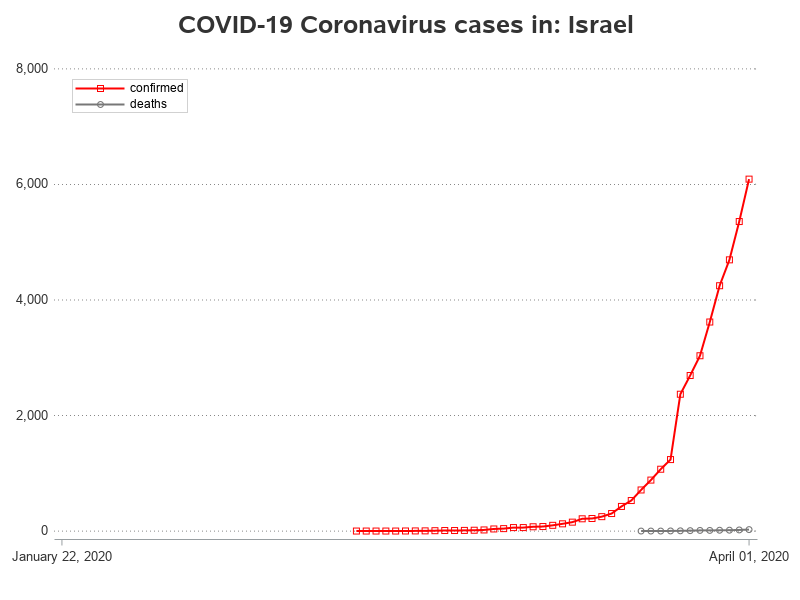 COVID-19 Coronavirus cases in: Israel
8,000
confirmed
deaths
6,000
4,000
2,000
0
January 22, 2020
April 01, 2020